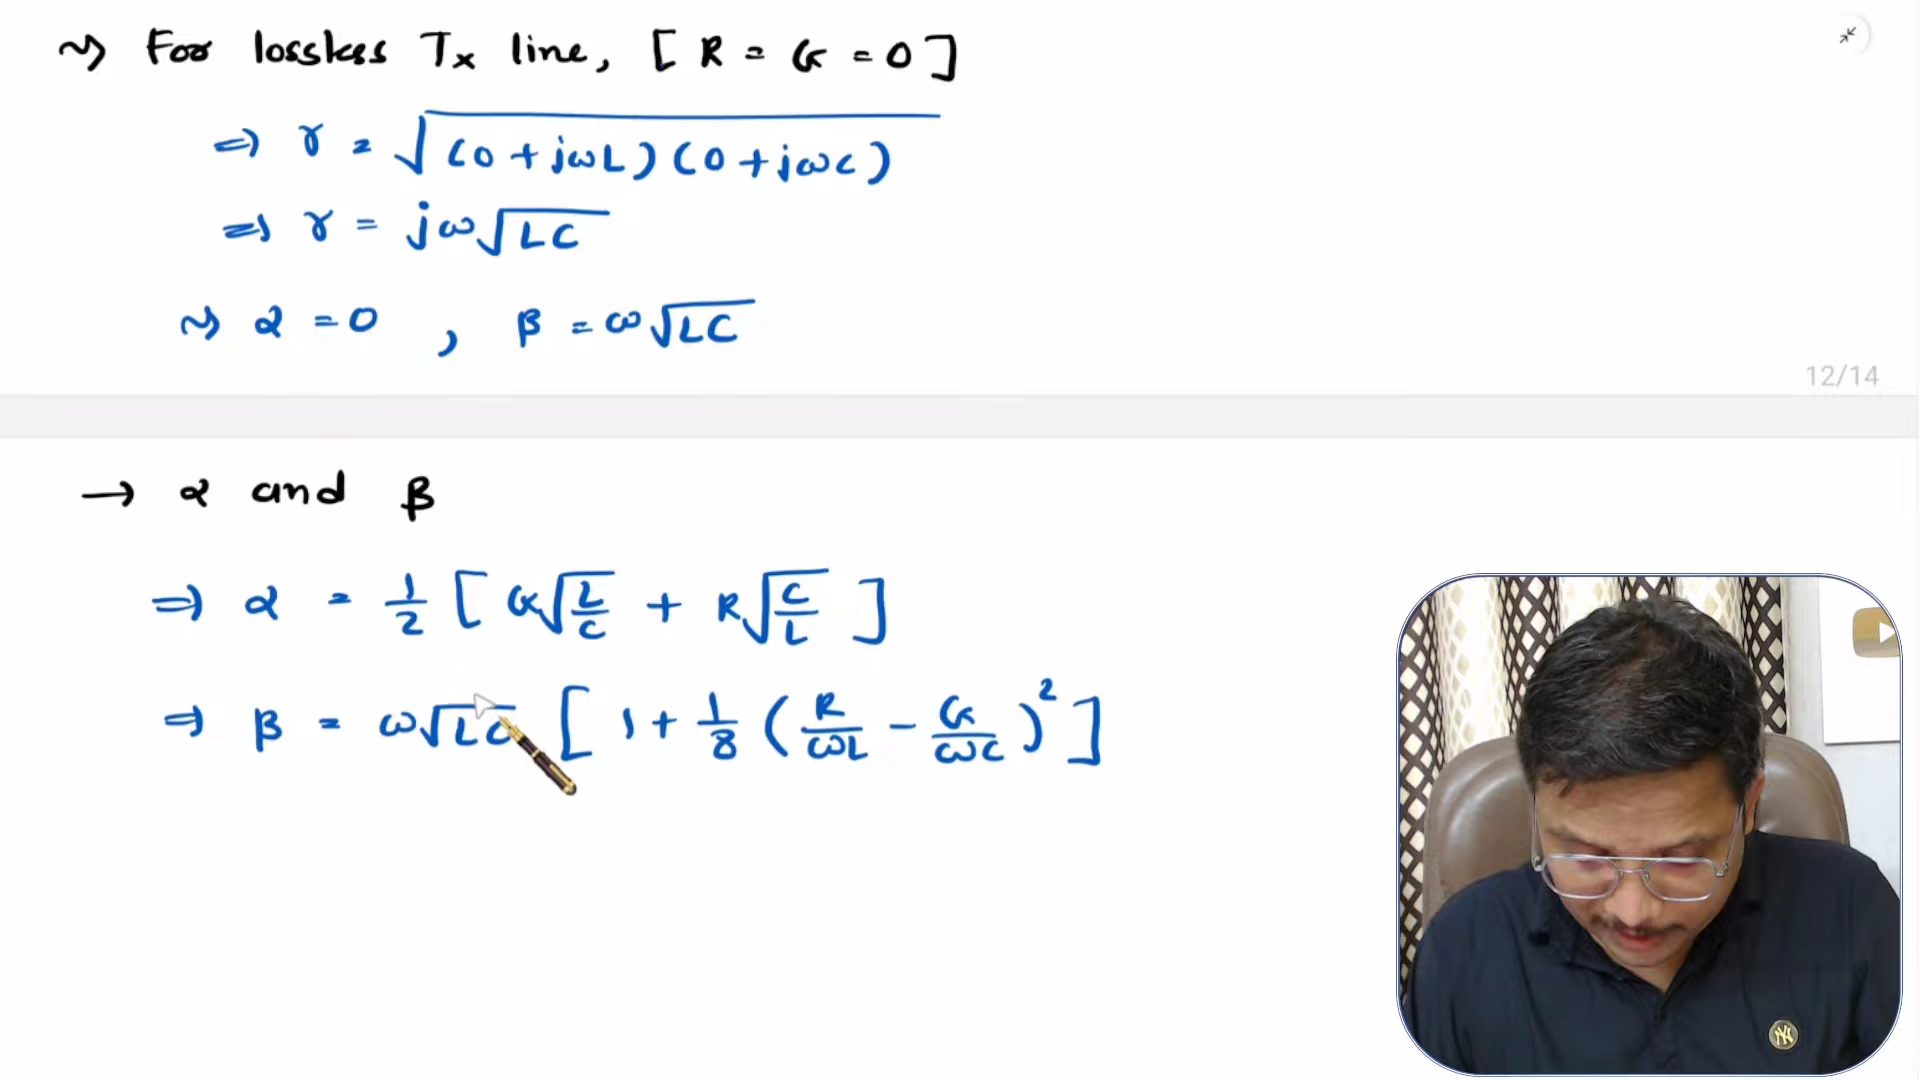 ~> For lossless Tx line, [ R = G = 0 ]
⇒ γ = √(0 + jωL)(0 + jωC)
⇒ γ = jω√LC
~> α = 0 , β = ω√LC
12/14
→ α and β
⇒ α = 1/2 [ G√(L/C) + R√(C/L) ]
⇒ β = ω√LC [ 1 + 1/8 ( R/ωL - G/ωC )² ]
NY